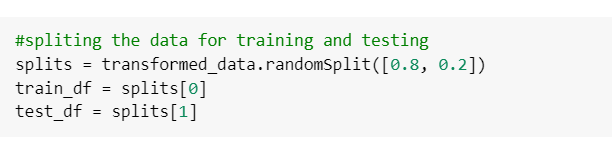 #spliting the data for training and testing
splits = transformed_data.randomSplit([0.8, 0.2])
train_df = splits[0]
test_df = splits[1]